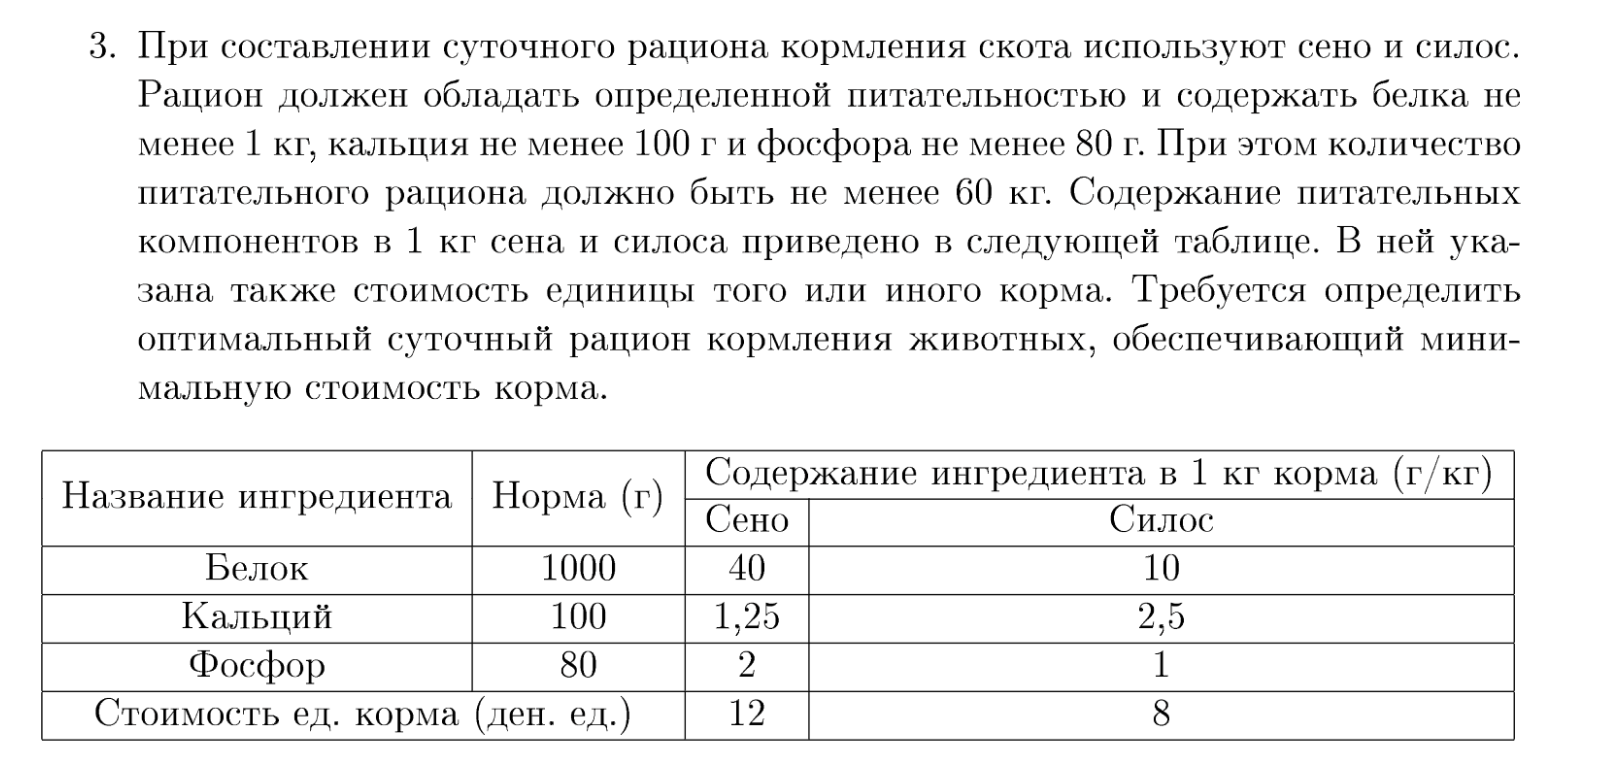 3. При составлении суточного рациона кормления скота используют сено и силос.
Рацион должен обладать определенной питательностью и содержать белка не
менее 1 кг, кальция не менее 100 г и фосфора не менее 80 г. При этом количество
питательного рациона должно быть не менее 60 кг. Содержание питательных
компонентов в 1 кг сена и силоса приведено в следующей таблице. В ней ука-
зана также стоимость единицы того или иного корма. Требуется определить
оптимальный суточный рацион кормления животных, обеспечивающий мини-
мальную стоимость корма.
Название ингредиента Норма (г) Содержание ингредиента в 1 кг корма (г/кг)
Сено Силос
Белок 1000 40 10
Кальций 100 1,25 2,5
Фосфор 80 2 1
Стоимость ед. корма (ден. ед.) 12 8